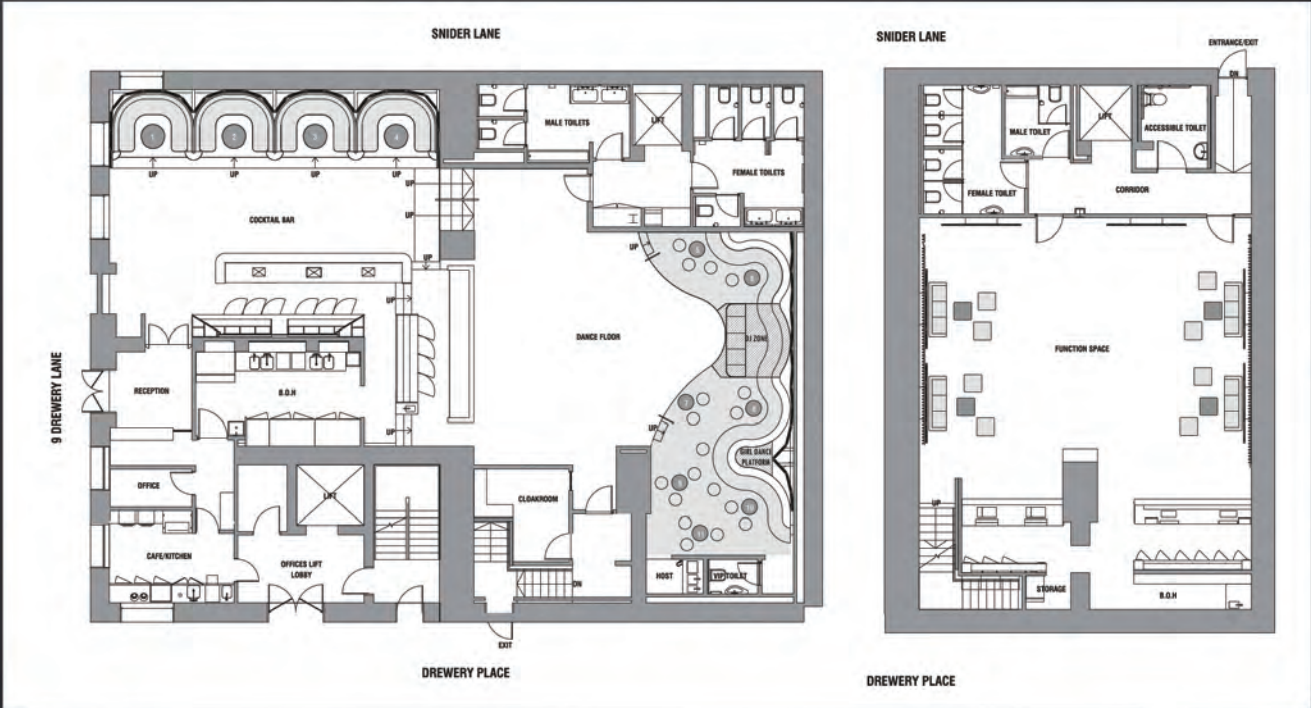 SNIDER LANE
1
2
3
4
UP
UP
UP
UP
UP
UP
UP
UP
UP
MALE TOILETS
LIFT
FEMALE TOILETS
COCKTAIL BAR
UP
DANCE FLOOR
DJ ZONE
9 DREWERY LANE
RECEPTION
B.O.H
UP
GIRL DANCE
PLATFORM
OFFICE
LIFT
CLOAKROOM
CAFE/KITCHEN
OFFICES LIFT
LOBBY
DN
HOST
VIP TOILET
EXIT
DREWERY PLACE
SNIDER LANE
ENTRANCE/EXIT
DN
MALE TOILET
LIFT
ACCESSIBLE TOILET
FEMALE TOILET
CORRIDOR
FUNCTION SPACE
UP
STORAGE
B.O.H
DREWERY PLACE